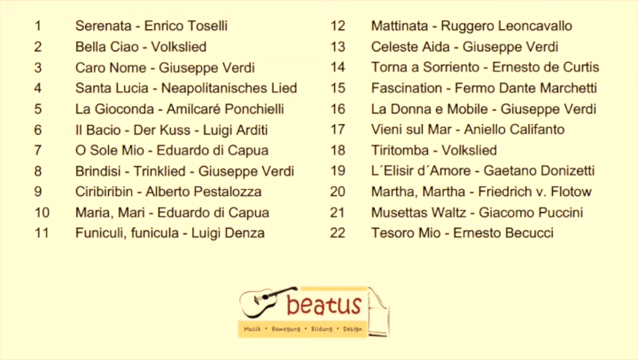 1 Serenata - Enrico Toselli
2 Bella Ciao - Volkslied
3 Caro Nome - Giuseppe Verdi
4 Santa Lucia - Neapolitanisches Lied
5 La Gioconda - Amilcaré Ponchielli
6 Il Bacio - Der Kuss - Luigi Arditi
7 O Sole Mio - Eduardo di Capua
8 Brindisi - Trinklied - Giuseppe Verdi
9 Ciribiribin - Alberto Pestalozza
10 Maria, Mari - Eduardo di Capua
11 Funiculi, funicula - Luigi Denza
12 Mattinata - Ruggero Leoncavallo
13 Celeste Aida - Giuseppe Verdi
14 Torna a Sorriento - Ernesto de Curtis
15 Fascination - Fermo Dante Marchetti
16 La Donna e Mobile - Giuseppe Verdi
17 Vieni sul Mar - Aniello Califanto
18 Tiritomba - Volkslied
19 L´Elisir d´Amore - Gaetano Donizetti
20 Martha, Martha - Friedrich v. Flotow
21 Musettas Waltz - Giacomo Puccini
22 Tesoro Mio - Ernesto Becucci
beatus
Musik • Bewegung • Bildung • Design